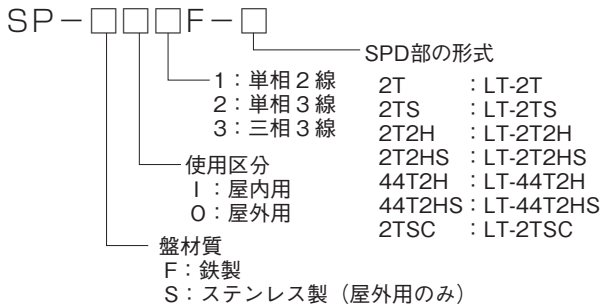 SP－□□□F－□
SPD部の形式
2T：LT-2T
2TS：LT-2TS
2T2H：LT-2T2H
2T2HS：LT-2T2HS
44T2H：LT-44T2H
44T2HS：LT-44T2HS
2TSC：LT-2TSC
1：単相２線
2：単相３線
3：三相３線
使用区分
I：屋内用
O：屋外用
盤材質
F：鉄製
S：ステンレス製（屋外用のみ）